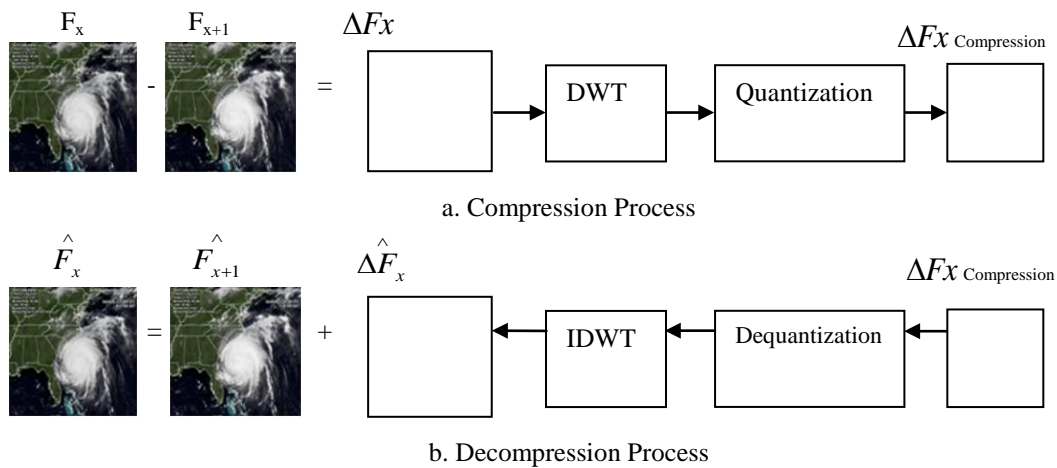 Fx Fx+1 ΔFx ΔFx Compression
- = DWT Quantization
a. Compression Process
F̂x F̂x+1 ΔF̂x ΔFx Compression
= + IDWT Dequantization
b. Decompression Process